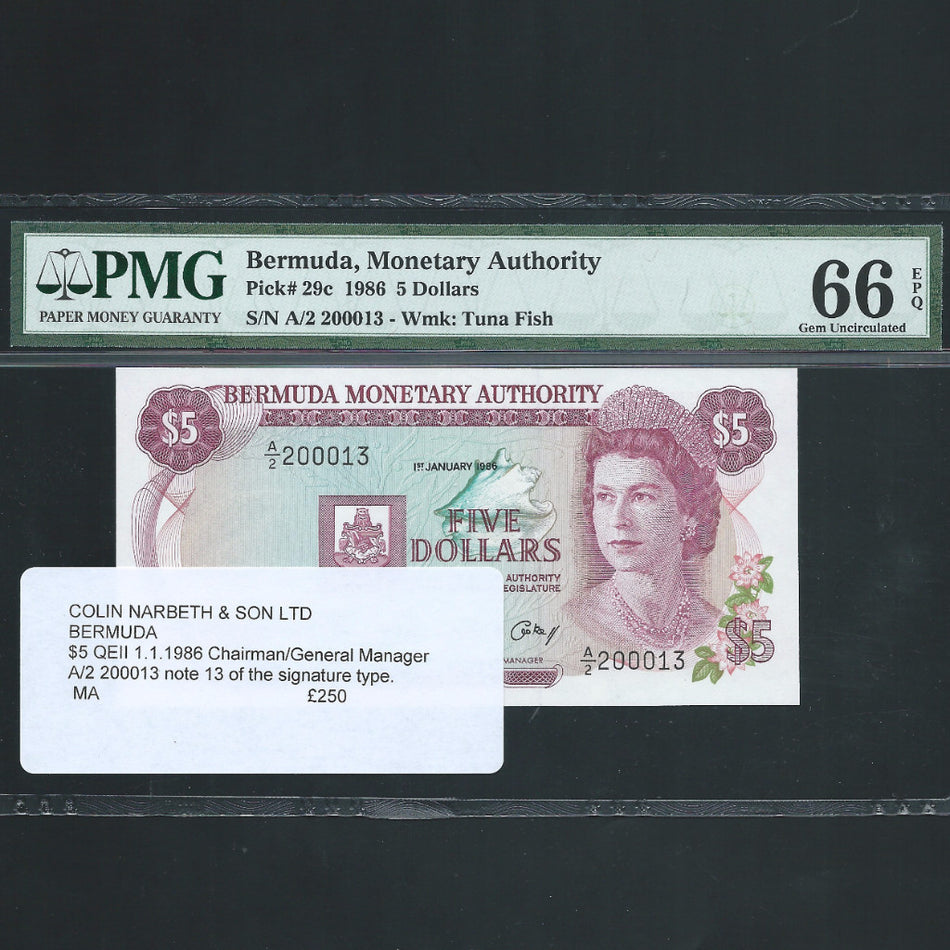 PMG
PAPER MONEY GUARANTY
Bermuda, Monetary Authority
Pick# 29c 1986 5 Dollars
S/N A/2 200013 - Wmk: Tuna Fish
66
EPQ
Gem Uncirculated
BERMUDA MONETARY AUTHORITY
$5
$5
A/2 200013
1ST JANUARY 1986
FIVE
DOLLARS
AUTHORITY
LEGISLATURE
MANAGER
A/2 200013
$5
COLIN NARBETH & SON LTD
BERMUDA
$5 QEII 1.1.1986 Chairman/General Manager
A/2 200013 note 13 of the signature type.
MA £250